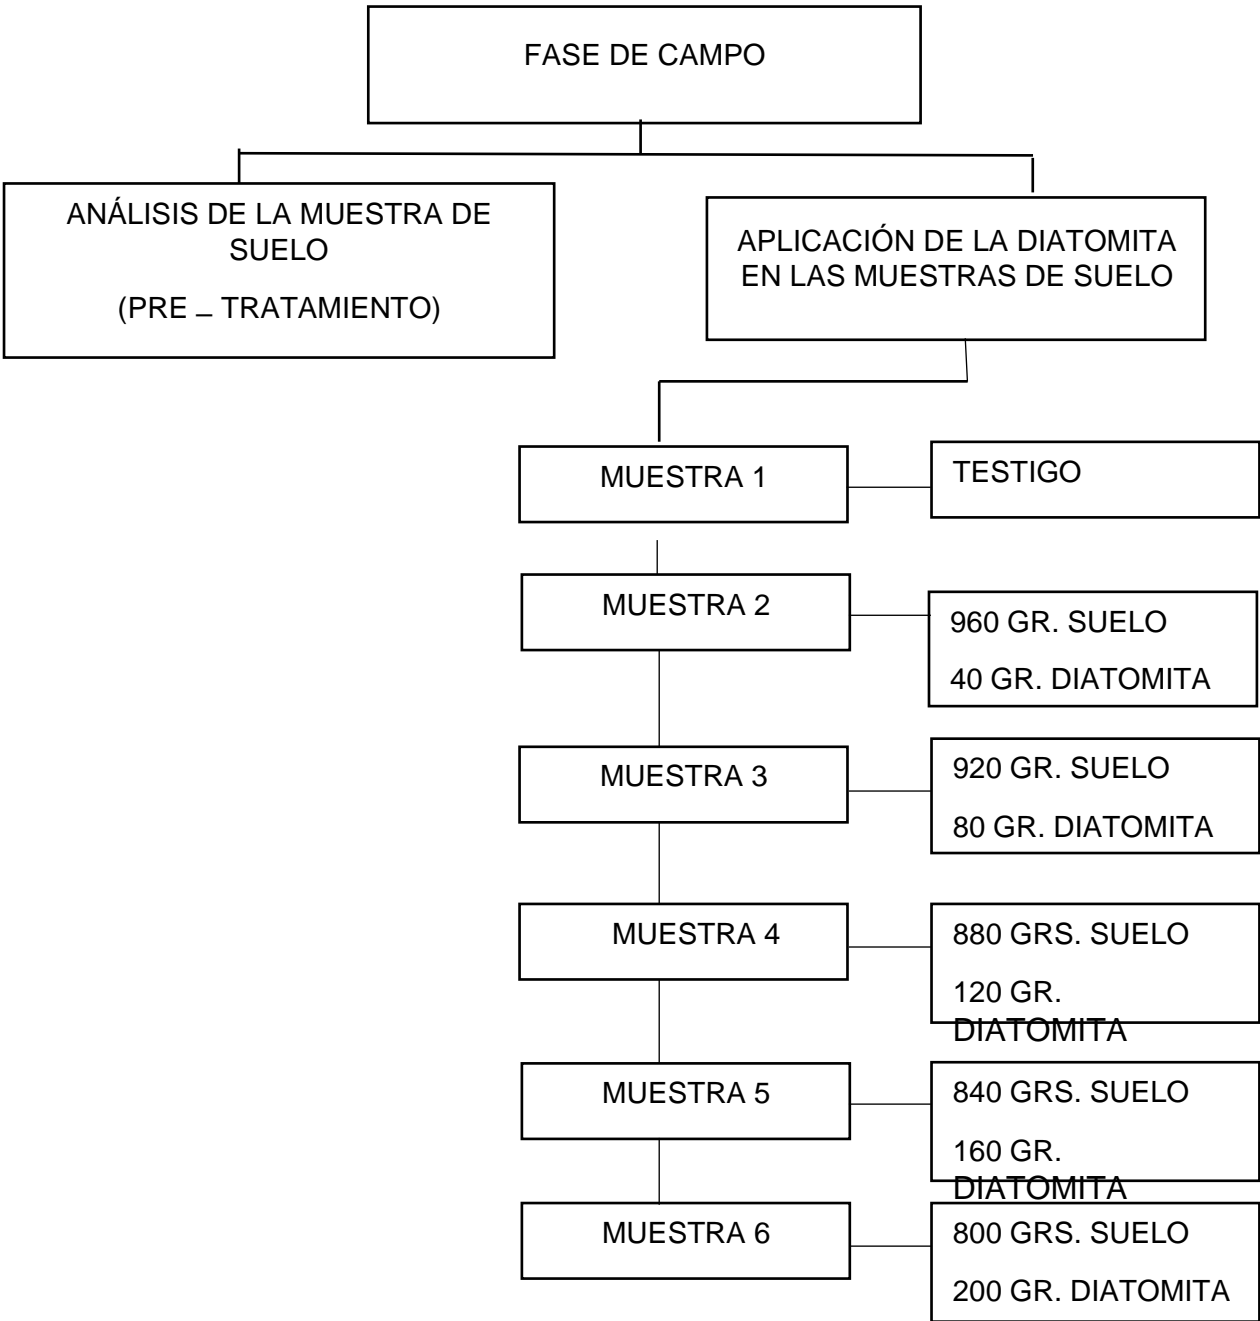 FASE DE CAMPO
ANÁLISIS DE LA MUESTRA DE
SUELO
(PRE – TRATAMIENTO)
APLICACIÓN DE LA DIATOMITA
EN LAS MUESTRAS DE SUELO
MUESTRA 1
TESTIGO
MUESTRA 2
960 GR. SUELO
40 GR. DIATOMITA
MUESTRA 3
920 GR. SUELO
80 GR. DIATOMITA
MUESTRA 4
880 GRS. SUELO
120 GR.
DIATOMITA
MUESTRA 5
840 GRS. SUELO
160 GR.
DIATOMITA
MUESTRA 6
800 GRS. SUELO
200 GR. DIATOMITA